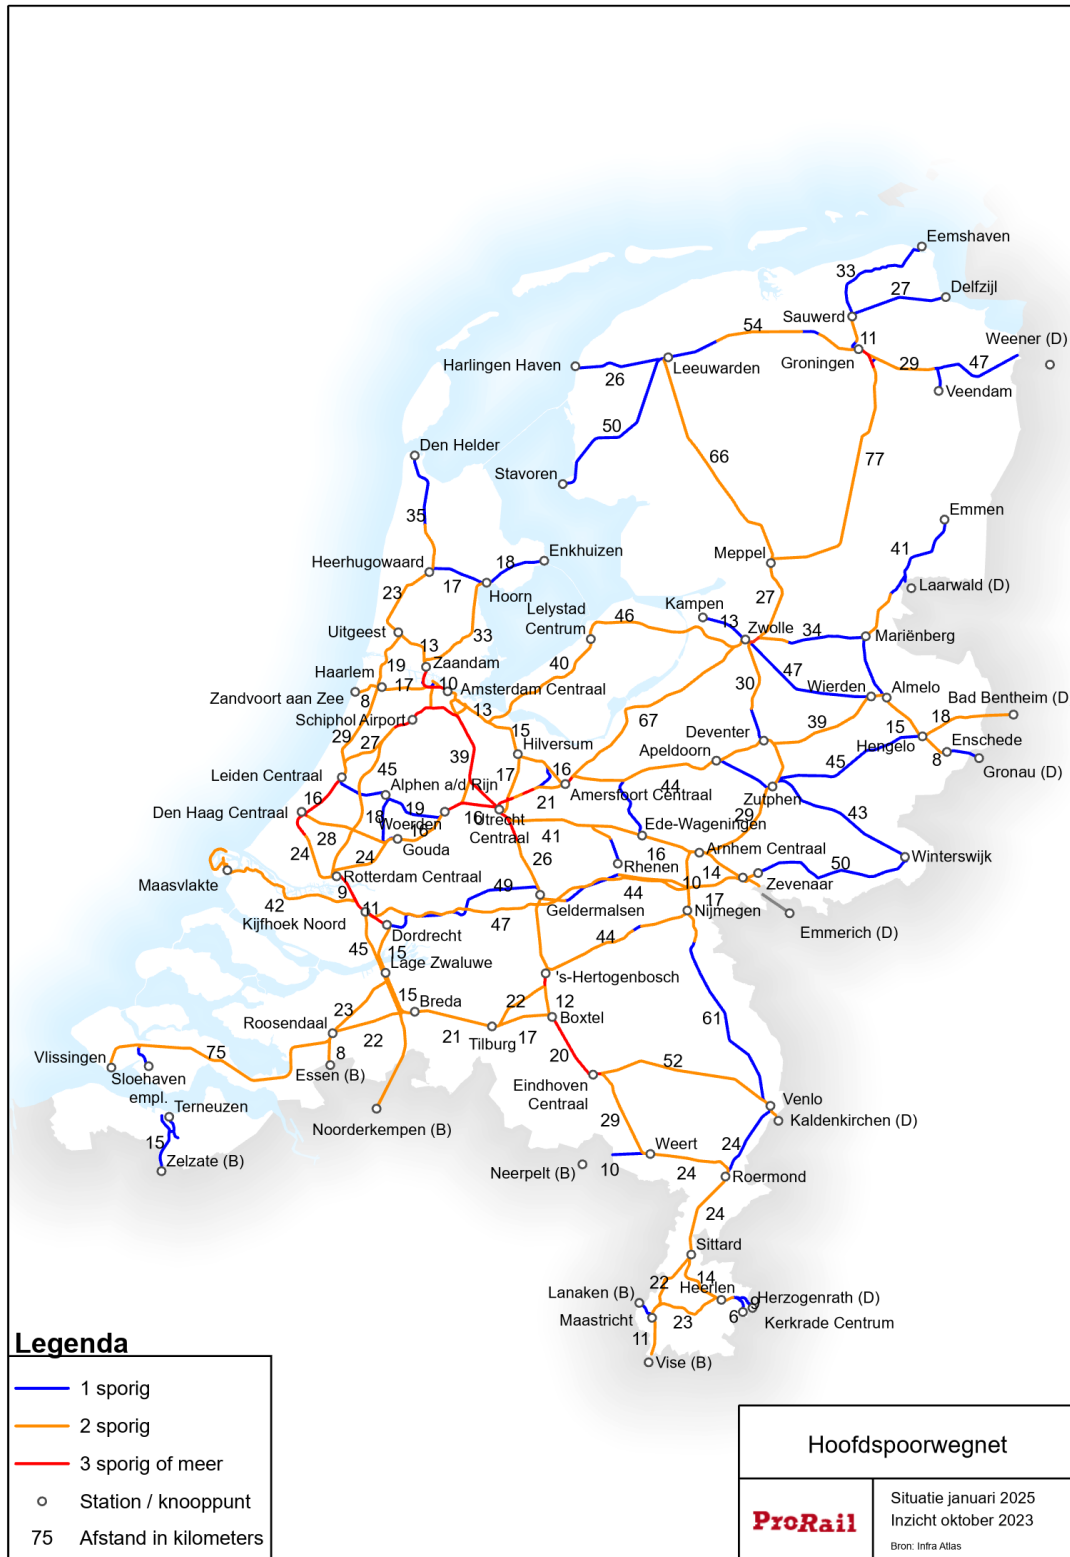 Eemshaven
33
27
Delfzijl
Sauwerd
54
11
Weener (D)
Harlingen Haven
Leeuwarden
Groningen
29
47
26
Veendam
50
Den Helder
66
77
Stavoren
35
Emmen
Enkhuizen
41
Heerhugowaard
18
Meppel
17
Hoorn
Laarwald (D)
23
Lelystad
Centrum
46
Kampen
27
13
Zwolle
34
Uitgeest
33
Mariënberg
13
Zaandam
40
19
Haarlem
17
10
47
Wierden
Almelo
Zandvoort aan Zee
8
Amsterdam Centraal
30
Bad Bentheim (D
Schiphol Airport
13
67
15
18
29
27
15
Hilversum
Deventer
39
Hengelo
Enschede
39
Apeldoorn
8
Leiden Centraal
45
Alphen a/d Rijn
17
16
44
45
Gronau (D)
16
19
21
Amersfoort Centraal
Zutphen
Den Haag Centraal
18
Woerden
16
Utrecht
Centraal
43
28
16
41
Ede-Wageningen
29
Gouda
16
Arnhem Centraal
24
24
26
Rhenen
14
50
Winterswijk
Maasvlakte
Rotterdam Centraal
10
Zevenaar
9
49
44
42
Geldermalsen
17
Kijfhoek Noord
11
47
Nijmegen
Dordrecht
44
Emmerich (D)
45
15
Lage Zwaluwe
's-Hertogenbosch
23
15
Breda
22
12
61
Roosendaal
Boxtel
22
21
Tilburg
17
Vlissingen
75
8
20
52
Sloehaven
empl.
Essen (B)
Eindhoven
Centraal
Terneuzen
Venlo
Noorderkempen (B)
29
Kaldenkirchen (D)
15
Weert
24
Zelzate (B)
Neerpelt (B)
10
24
Roermond
24
Sittard
22
14
Lanaken (B)
Heerlen
Herzogenrath (D)
9
Maastricht
23
6
Kerkrade Centrum
11
Vise (B)
Legenda
1 sporig
2 sporig
3 sporig of meer
Station / knooppunt
75 Afstand in kilometers
Hoofdspoorwegnet
ProRail
Situatie januari 2025
Inzicht oktober 2023
Bron: Infra Atlas